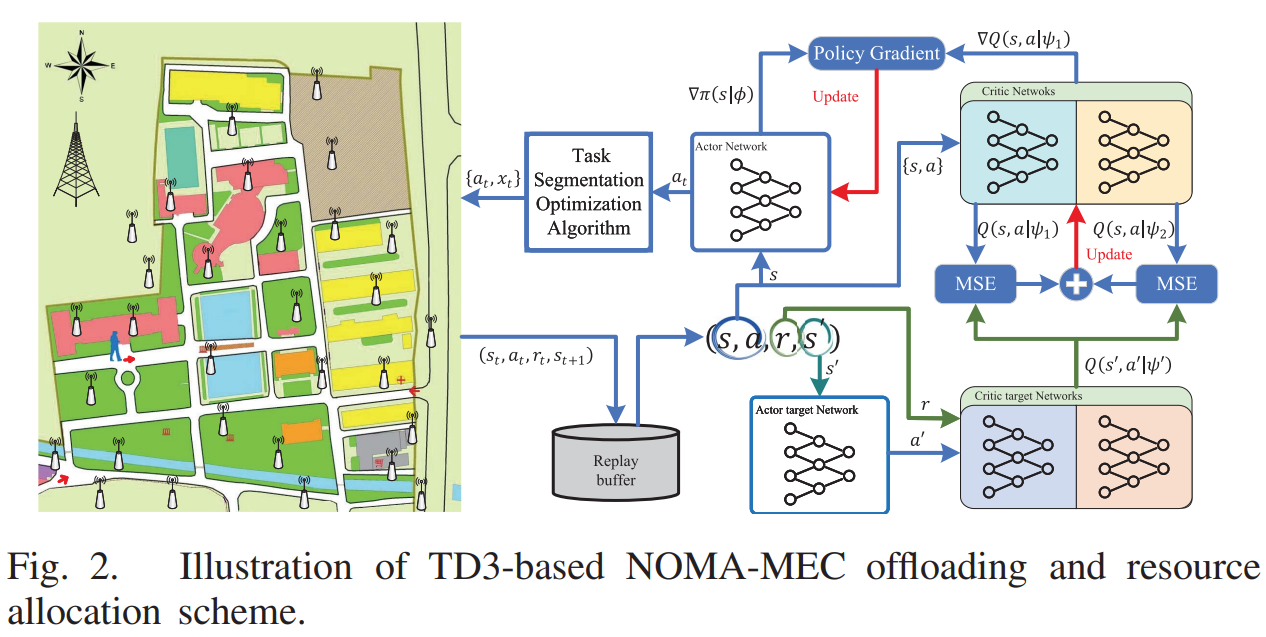 N
W
E
S
Policy Gradient
∇Q(s, a|ψ₁)
∇π(s|ϕ)
Update
Critic Netwoks
Actor Network
Task
Segmentation
Optimization
Algorithm
{aₜ, xₜ}
aₜ
{s, a}
s
Q(s, a|ψ₁)
Q(s, a|ψ₂)
Update
MSE
MSE
(s, a, r, s′)
(sₜ, aₜ, rₜ, sₜ₊₁)
s′
Q(s′, a′|ψ′)
Actor target Network
Critic target Networks
r
a′
Replay
buffer
Fig. 2. Illustration of TD3-based NOMA-MEC offloading and resource
allocation scheme.